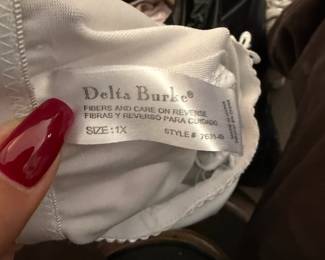 Delta Burke®
FIBERS AND CARE ON REVERSE
FIBRAS Y REVERSO PARA CUIDADO
SIZE: 1X STYLE#